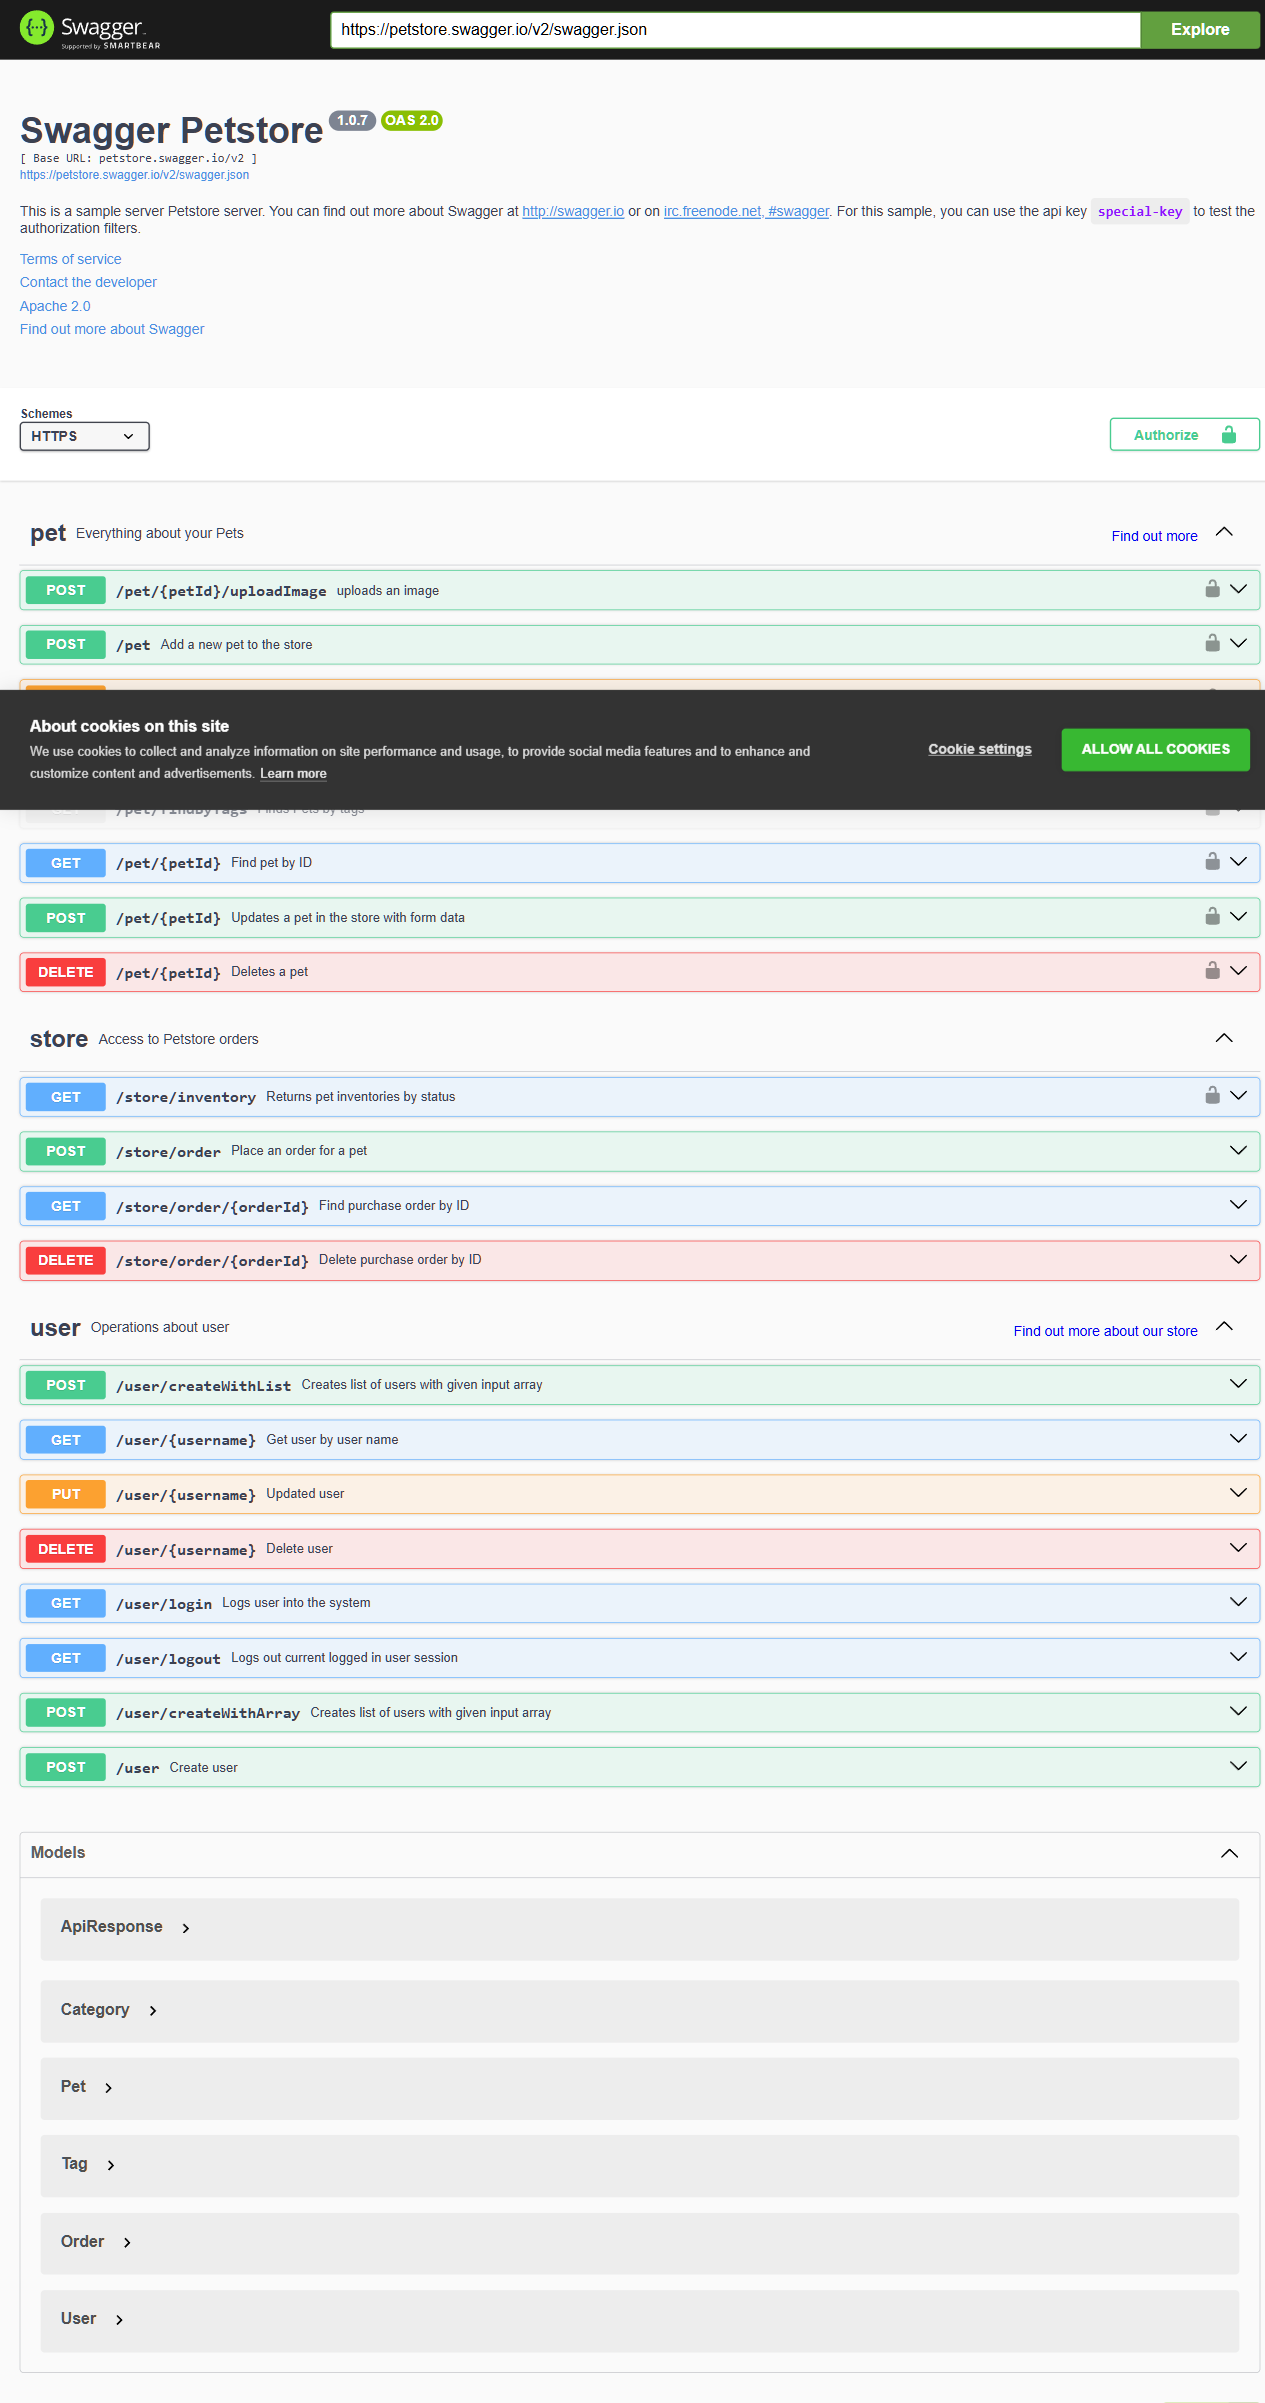 Swagger
Supported by SMARTBEAR
https://petstore.swagger.io/v2/swagger.json
Explore
Swagger Petstore 1.0.7 OAS 2.0
[ Base URL: petstore.swagger.io/v2 ]
https://petstore.swagger.io/v2/swagger.json
This is a sample server Petstore server. You can find out more about Swagger at http://swagger.io or on irc.freenode.net, #swagger. For this sample, you can use the api key special-key to test the
authorization filters.
Terms of service
Contact the developer
Apache 2.0
Find out more about Swagger
Schemes
HTTPS
Authorize
pet Everything about your Pets Find out more
POST /pet/{petId}/uploadImage uploads an image
POST /pet Add a new pet to the store
About cookies on this site
We use cookies to collect and analyze information on site performance and usage, to provide social media features and to enhance and
customize content and advertisements. Learn more
Cookie settings
ALLOW ALL COOKIES
GET /pet/findByTags Finds Pets by tags
GET /pet/{petId} Find pet by ID
POST /pet/{petId} Updates a pet in the store with form data
DELETE /pet/{petId} Deletes a pet
store Access to Petstore orders
GET /store/inventory Returns pet inventories by status
POST /store/order Place an order for a pet
GET /store/order/{orderId} Find purchase order by ID
DELETE /store/order/{orderId} Delete purchase order by ID
user Operations about user Find out more about our store
POST /user/createWithList Creates list of users with given input array
GET /user/{username} Get user by user name
PUT /user/{username} Updated user
DELETE /user/{username} Delete user
GET /user/login Logs user into the system
GET /user/logout Logs out current logged in user session
POST /user/createWithArray Creates list of users with given input array
POST /user Create user
Models
ApiResponse
Category
Pet
Tag
Order
User